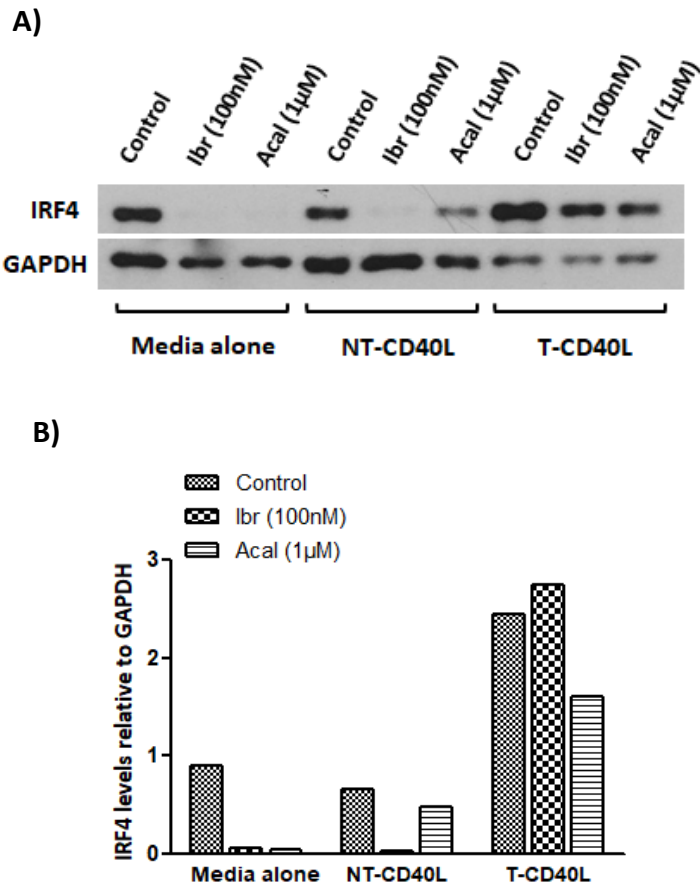 A)
Control Ibr (100nM) Acal (1µM) Control Ibr (100nM) Acal (1µM) Control Ibr (100nM) Acal (1µM)
IRF4
GAPDH
Media alone NT-CD40L T-CD40L
B)
Control
Ibr (100nM)
Acal (1µM)
IRF4 levels relative to GAPDH
3
2
1
0
Media alone NT-CD40L T-CD40L